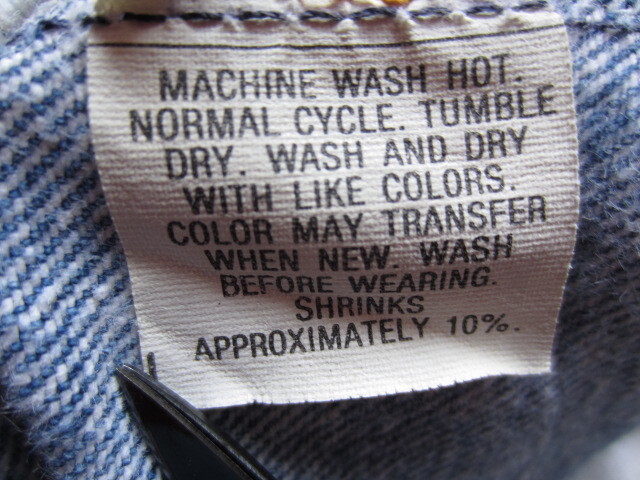 MACHINE WASH HOT.
NORMAL CYCLE. TUMBLE
DRY. WASH AND DRY
WITH LIKE COLORS.
COLOR MAY TRANSFER
WHEN NEW. WASH
BEFORE WEARING.
SHRINKS
APPROXIMATELY 10%.